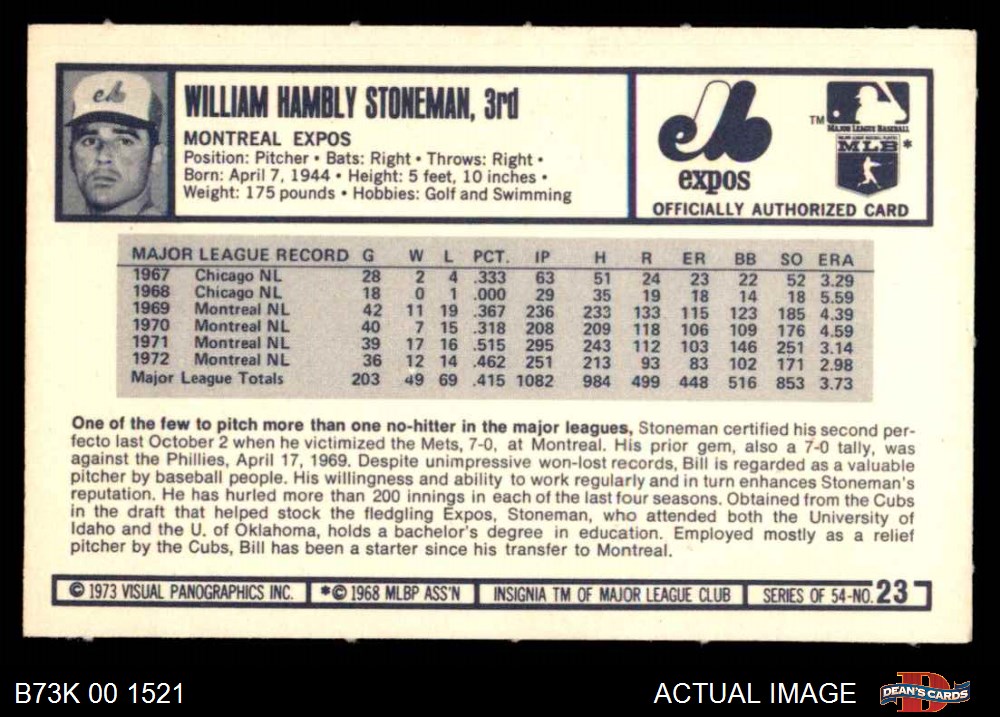 WILLIAM HAMBLY STONEMAN, 3rd
MONTREAL EXPOS
Position: Pitcher • Bats: Right • Throws: Right •
Born: April 7, 1944 • Height: 5 feet, 10 inches •
Weight: 175 pounds • Hobbies: Golf and Swimming
eb
expos
TM
MAJOR LEAGUE BASEBALL
MAJOR LEAGUE BASEBALL PLAYERS
MLB*
OFFICIALLY AUTHORIZED CARD
MAJOR LEAGUE RECORD G W L PCT. IP H R ER BB SO ERA
1967 Chicago NL 28 2 4 .333 63 51 24 23 22 52 3.29
1968 Chicago NL 18 0 1 .000 29 35 19 18 14 18 5.59
1969 Montreal NL 42 11 19 .367 236 233 133 115 123 185 4.39
1970 Montreal NL 40 7 15 .318 208 209 118 106 109 176 4.59
1971 Montreal NL 39 17 16 .515 295 243 112 103 146 251 3.14
1972 Montreal NL 36 12 14 .462 251 213 93 83 102 171 2.98
Major League Totals 203 49 69 .415 1082 984 499 448 516 853 3.73
One of the few to pitch more than one no-hitter in the major leagues, Stoneman certified his second per-
fecto last October 2 when he victimized the Mets, 7-0, at Montreal. His prior gem, also a 7-0 tally, was
against the Phillies, April 17, 1969. Despite unimpressive won-lost records, Bill is regarded as a valuable
pitcher by baseball people. His willingness and ability to work regularly and in turn enhances Stoneman's
reputation. He has hurled more than 200 innings in each of the last four seasons. Obtained from the Cubs
in the draft that helped stock the fledgling Expos, Stoneman, who attended both the University of
Idaho and the U. of Oklahoma, holds a bachelor's degree in education. Employed mostly as a relief
pitcher by the Cubs, Bill has been a starter since his transfer to Montreal.
© 1973 VISUAL PANOGRAPHICS INC. *© 1968 MLBP ASS'N INSIGNIA TM OF MAJOR LEAGUE CLUB SERIES OF 54-NO. 23
B73K 00 1521 ACTUAL IMAGE DEAN'S CARDS